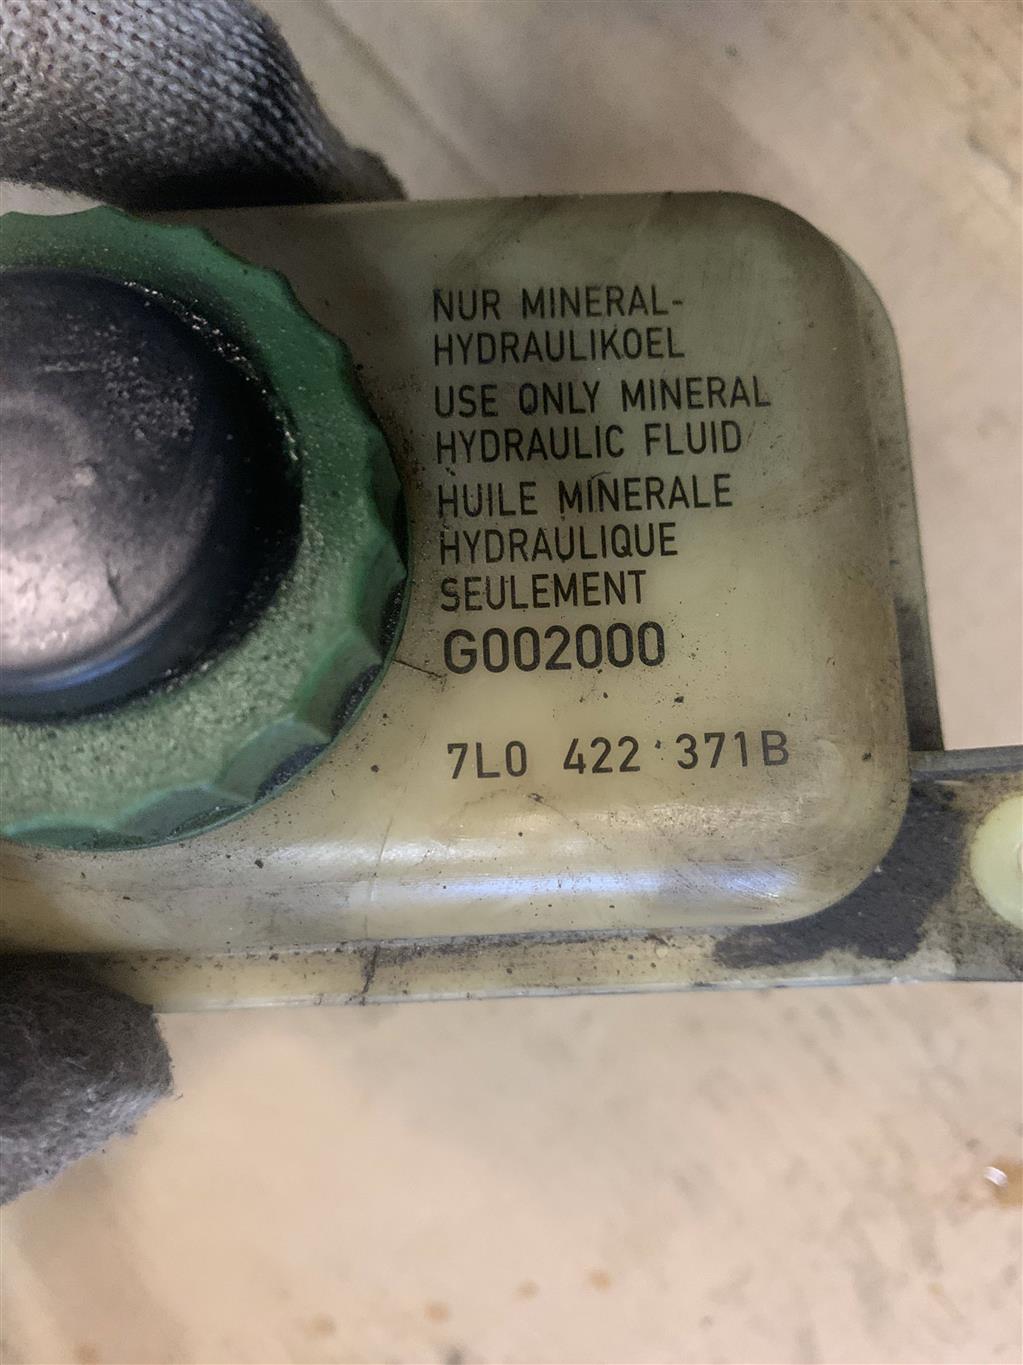 NUR MINERAL-
HYDRAULIKOEL
USE ONLY MINERAL
HYDRAULIC FLUID
HUILE MINERALE
HYDRAULIQUE
SEULEMENT
G002000
7L0 422 371B